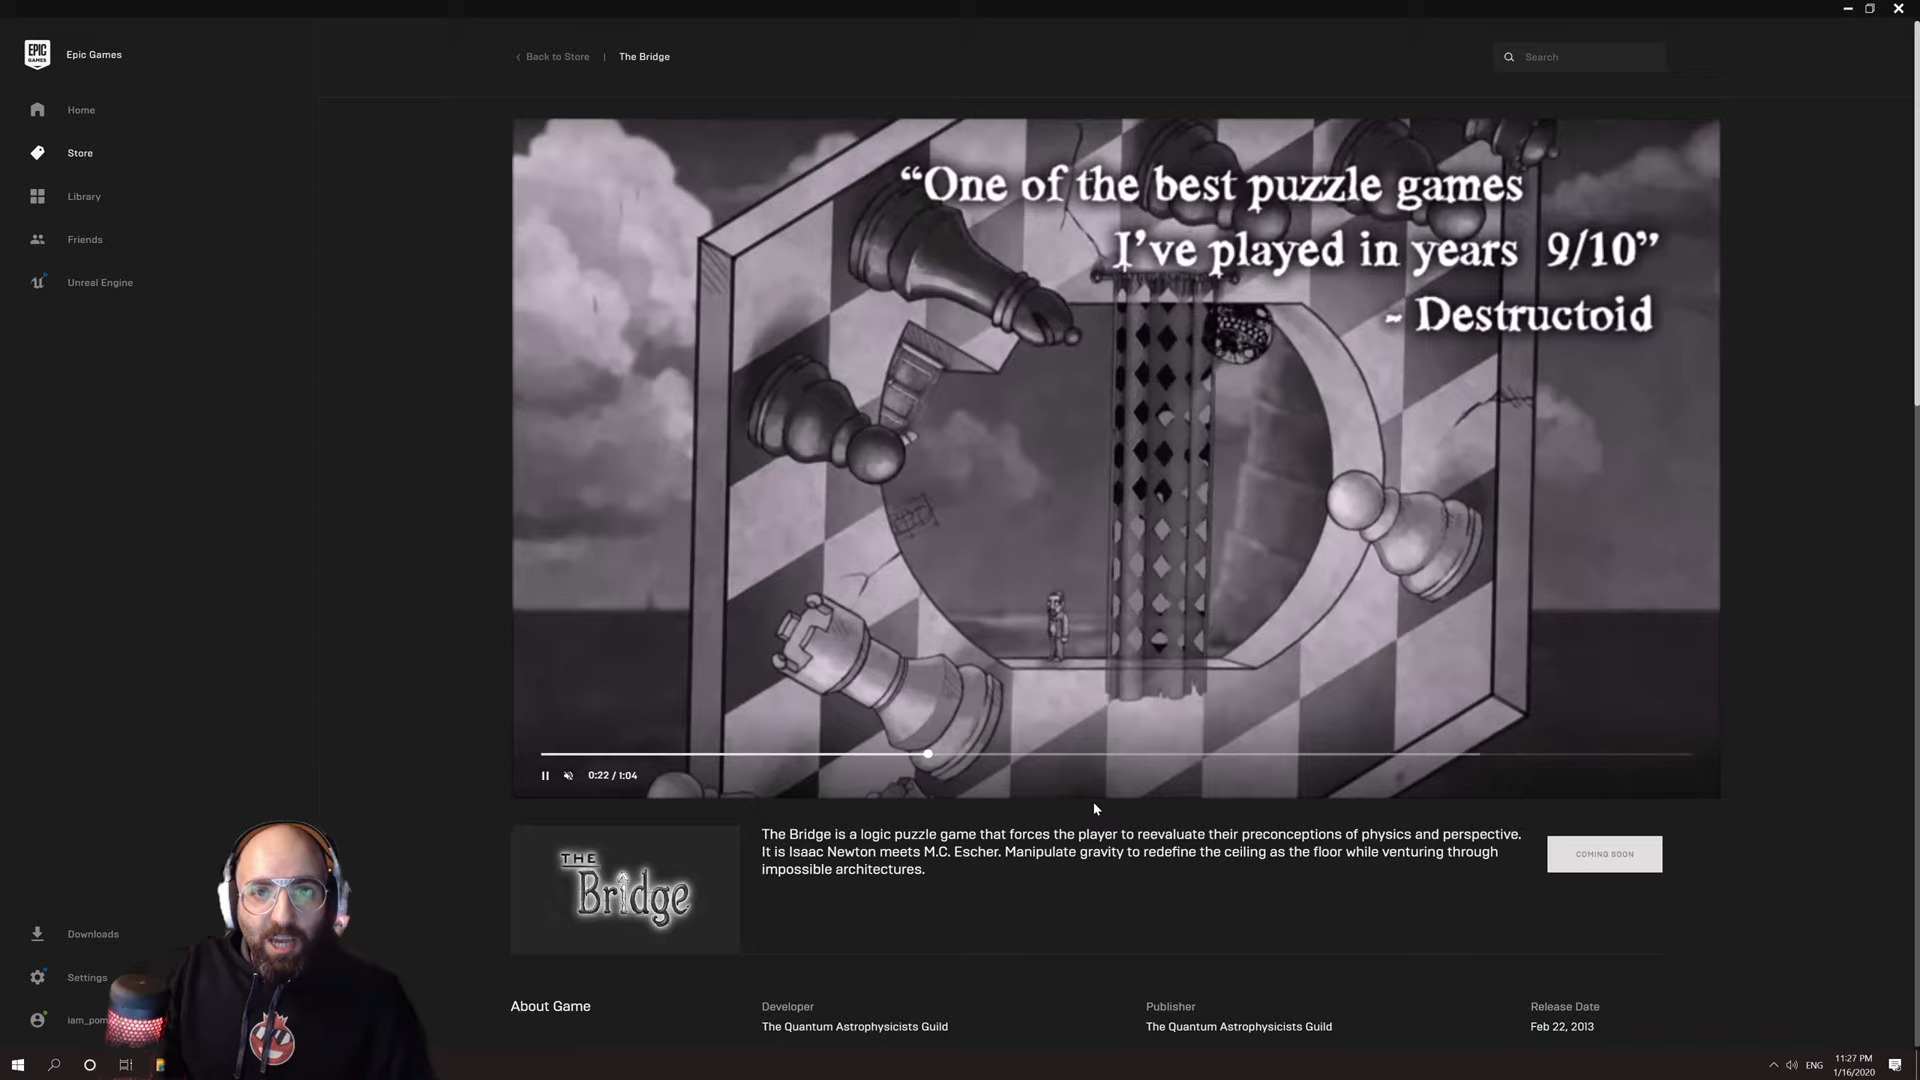 EPIC
GAMES
Epic Games
Back to Store | The Bridge
Search
Home
Store
Library
Friends
Unreal Engine
“One of the best puzzle games
I’ve played in years 9/10”
- Destructoid
0:22 / 1:04
THE
Bridge
The Bridge is a logic puzzle game that forces the player to reevaluate their preconceptions of physics and perspective.
It is Isaac Newton meets M.C. Escher. Manipulate gravity to redefine the ceiling as the floor while venturing through
impossible architectures.
COMING SOON
Downloads
Settings
About Game
Developer
The Quantum Astrophysicists Guild
Publisher
The Quantum Astrophysicists Guild
Release Date
Feb 22, 2013
ENG
11:27 PM
1/16/2020